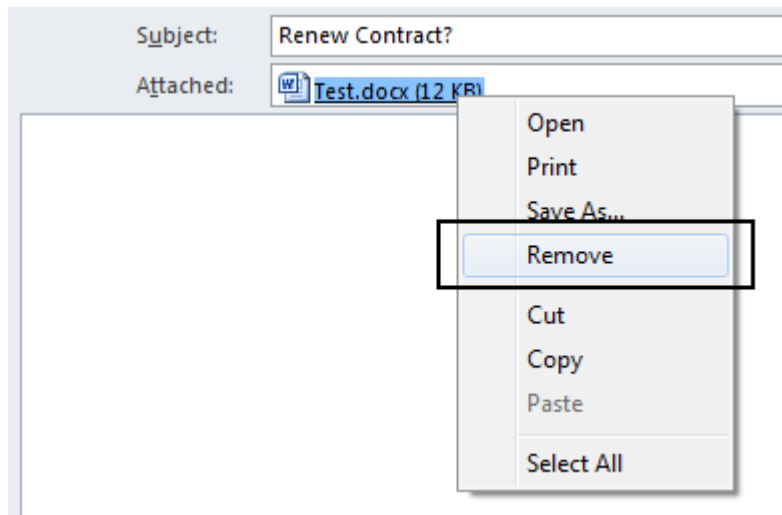 Subject: Renew Contract?
Attached: Test.docx (12 KB)
Open
Print
Save As...
Remove
Cut
Copy
Paste
Select All